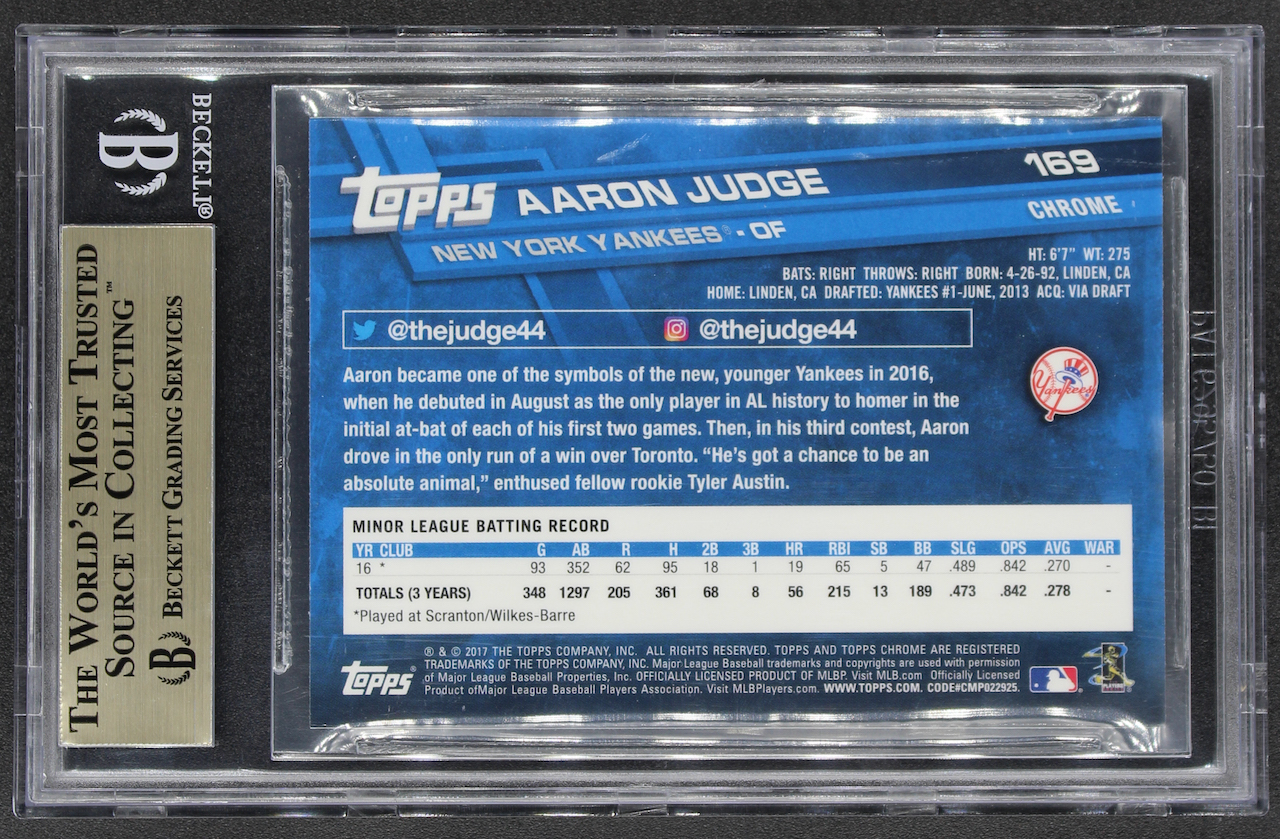 BECKETT®
B
THE WORLD'S MOST TRUSTED
SOURCE IN COLLECTING™
B BECKETT GRADING SERVICES
169
topps AARON JUDGE
CHROME
NEW YORK YANKEES® - OF
HT: 6'7" WT: 275
BATS: RIGHT THROWS: RIGHT BORN: 4-26-92, LINDEN, CA
HOME: LINDEN, CA DRAFTED: YANKEES #1-JUNE, 2013 ACQ: VIA DRAFT
@thejudge44 @thejudge44
Yankees
Aaron became one of the symbols of the new, younger Yankees in 2016,
when he debuted in August as the only player in AL history to homer in the
initial at-bat of each of his first two games. Then, in his third contest, Aaron
drove in the only run of a win over Toronto. “He's got a chance to be an
absolute animal,” enthused fellow rookie Tyler Austin.
MINOR LEAGUE BATTING RECORD
YR CLUB G AB R H 2B 3B HR RBI SB BB SLG OPS AVG WAR
16 * 93 352 62 95 18 1 19 65 5 47 .489 .842 .270 -
TOTALS (3 YEARS) 348 1297 205 361 68 8 56 215 13 189 .473 .842 .278 -
*Played at Scranton/Wilkes-Barre
topps®
® & © 2017 THE TOPPS COMPANY, INC. ALL RIGHTS RESERVED. TOPPS AND TOPPS CHROME ARE REGISTERED
TRADEMARKS OF THE TOPPS COMPANY, INC. Major League Baseball trademarks and copyrights are used with permission
of Major League Baseball Properties, Inc. OFFICIALLY LICENSED PRODUCT OF MLBP. Visit MLB.com Officially Licensed
Product ofMajor League Baseball Players Association. Visit MLBPlayers.com. WWW.TOPPS.COM. CODE#CMP022925.